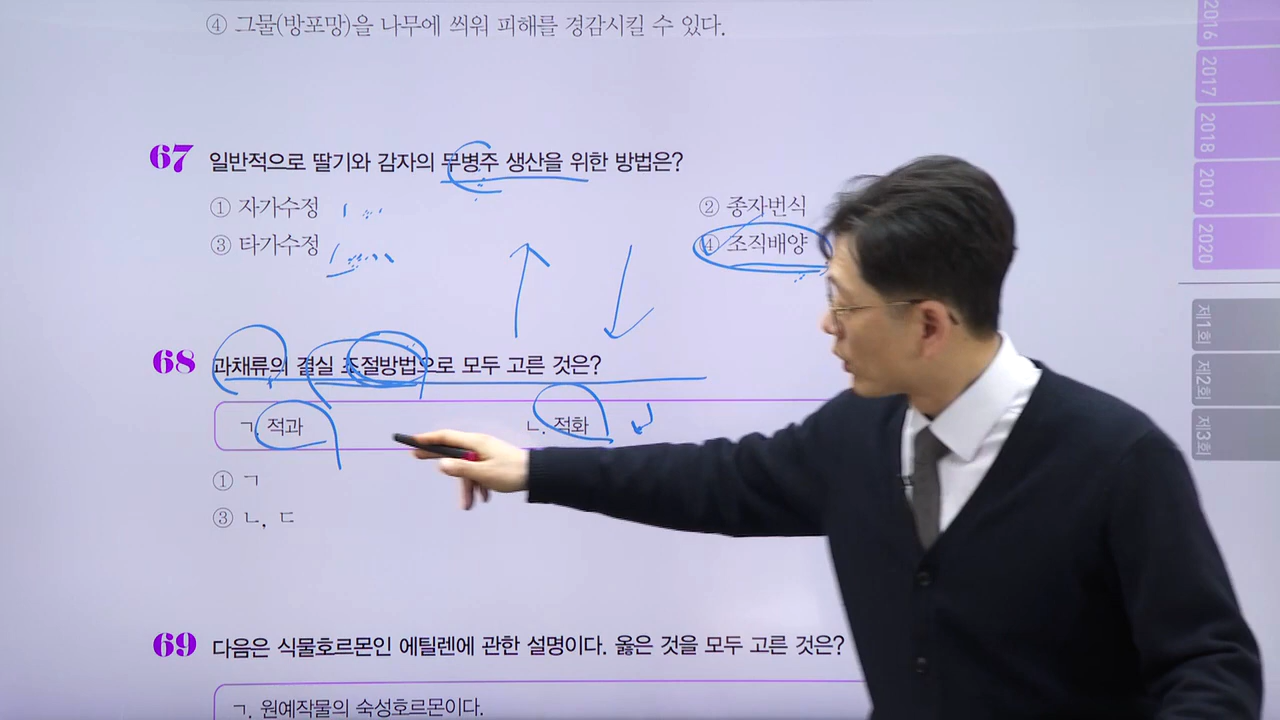 ④ 그물(방포망)을 나무에 씌워 피해를 경감시킬 수 있다.
67 일반적으로 딸기와 감자의 무병주 생산을 위한 방법은?
① 자가수정 ② 종자번식
③ 타가수정 ④ 조직배양
68 과채류의 결실 조절방법으로 모두 고른 것은?
ㄱ. 적과 ㄴ. 적화
① ㄱ
③ ㄴ, ㄷ
69 다음은 식물호르몬인 에틸렌에 관한 설명이다. 옳은 것을 모두 고른 것은?
ㄱ. 원예작물의 숙성호르몬이다.
2016
2017
2018
2019
2020
제1회
제2회
제3회